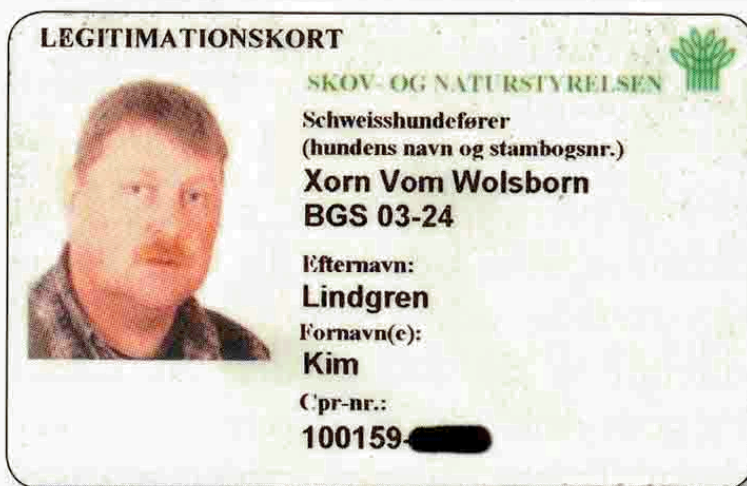 LEGITIMATIONSKORT
SKOV- OG NATURSTYRELSEN
Schweisshundefører
(hundens navn og stambogsnr.)
Xorn Vom Wolsborn
BGS 03-24
Efternavn:
Lindgren
Fornavn(e):
Kim
Cpr-nr.:
100159-